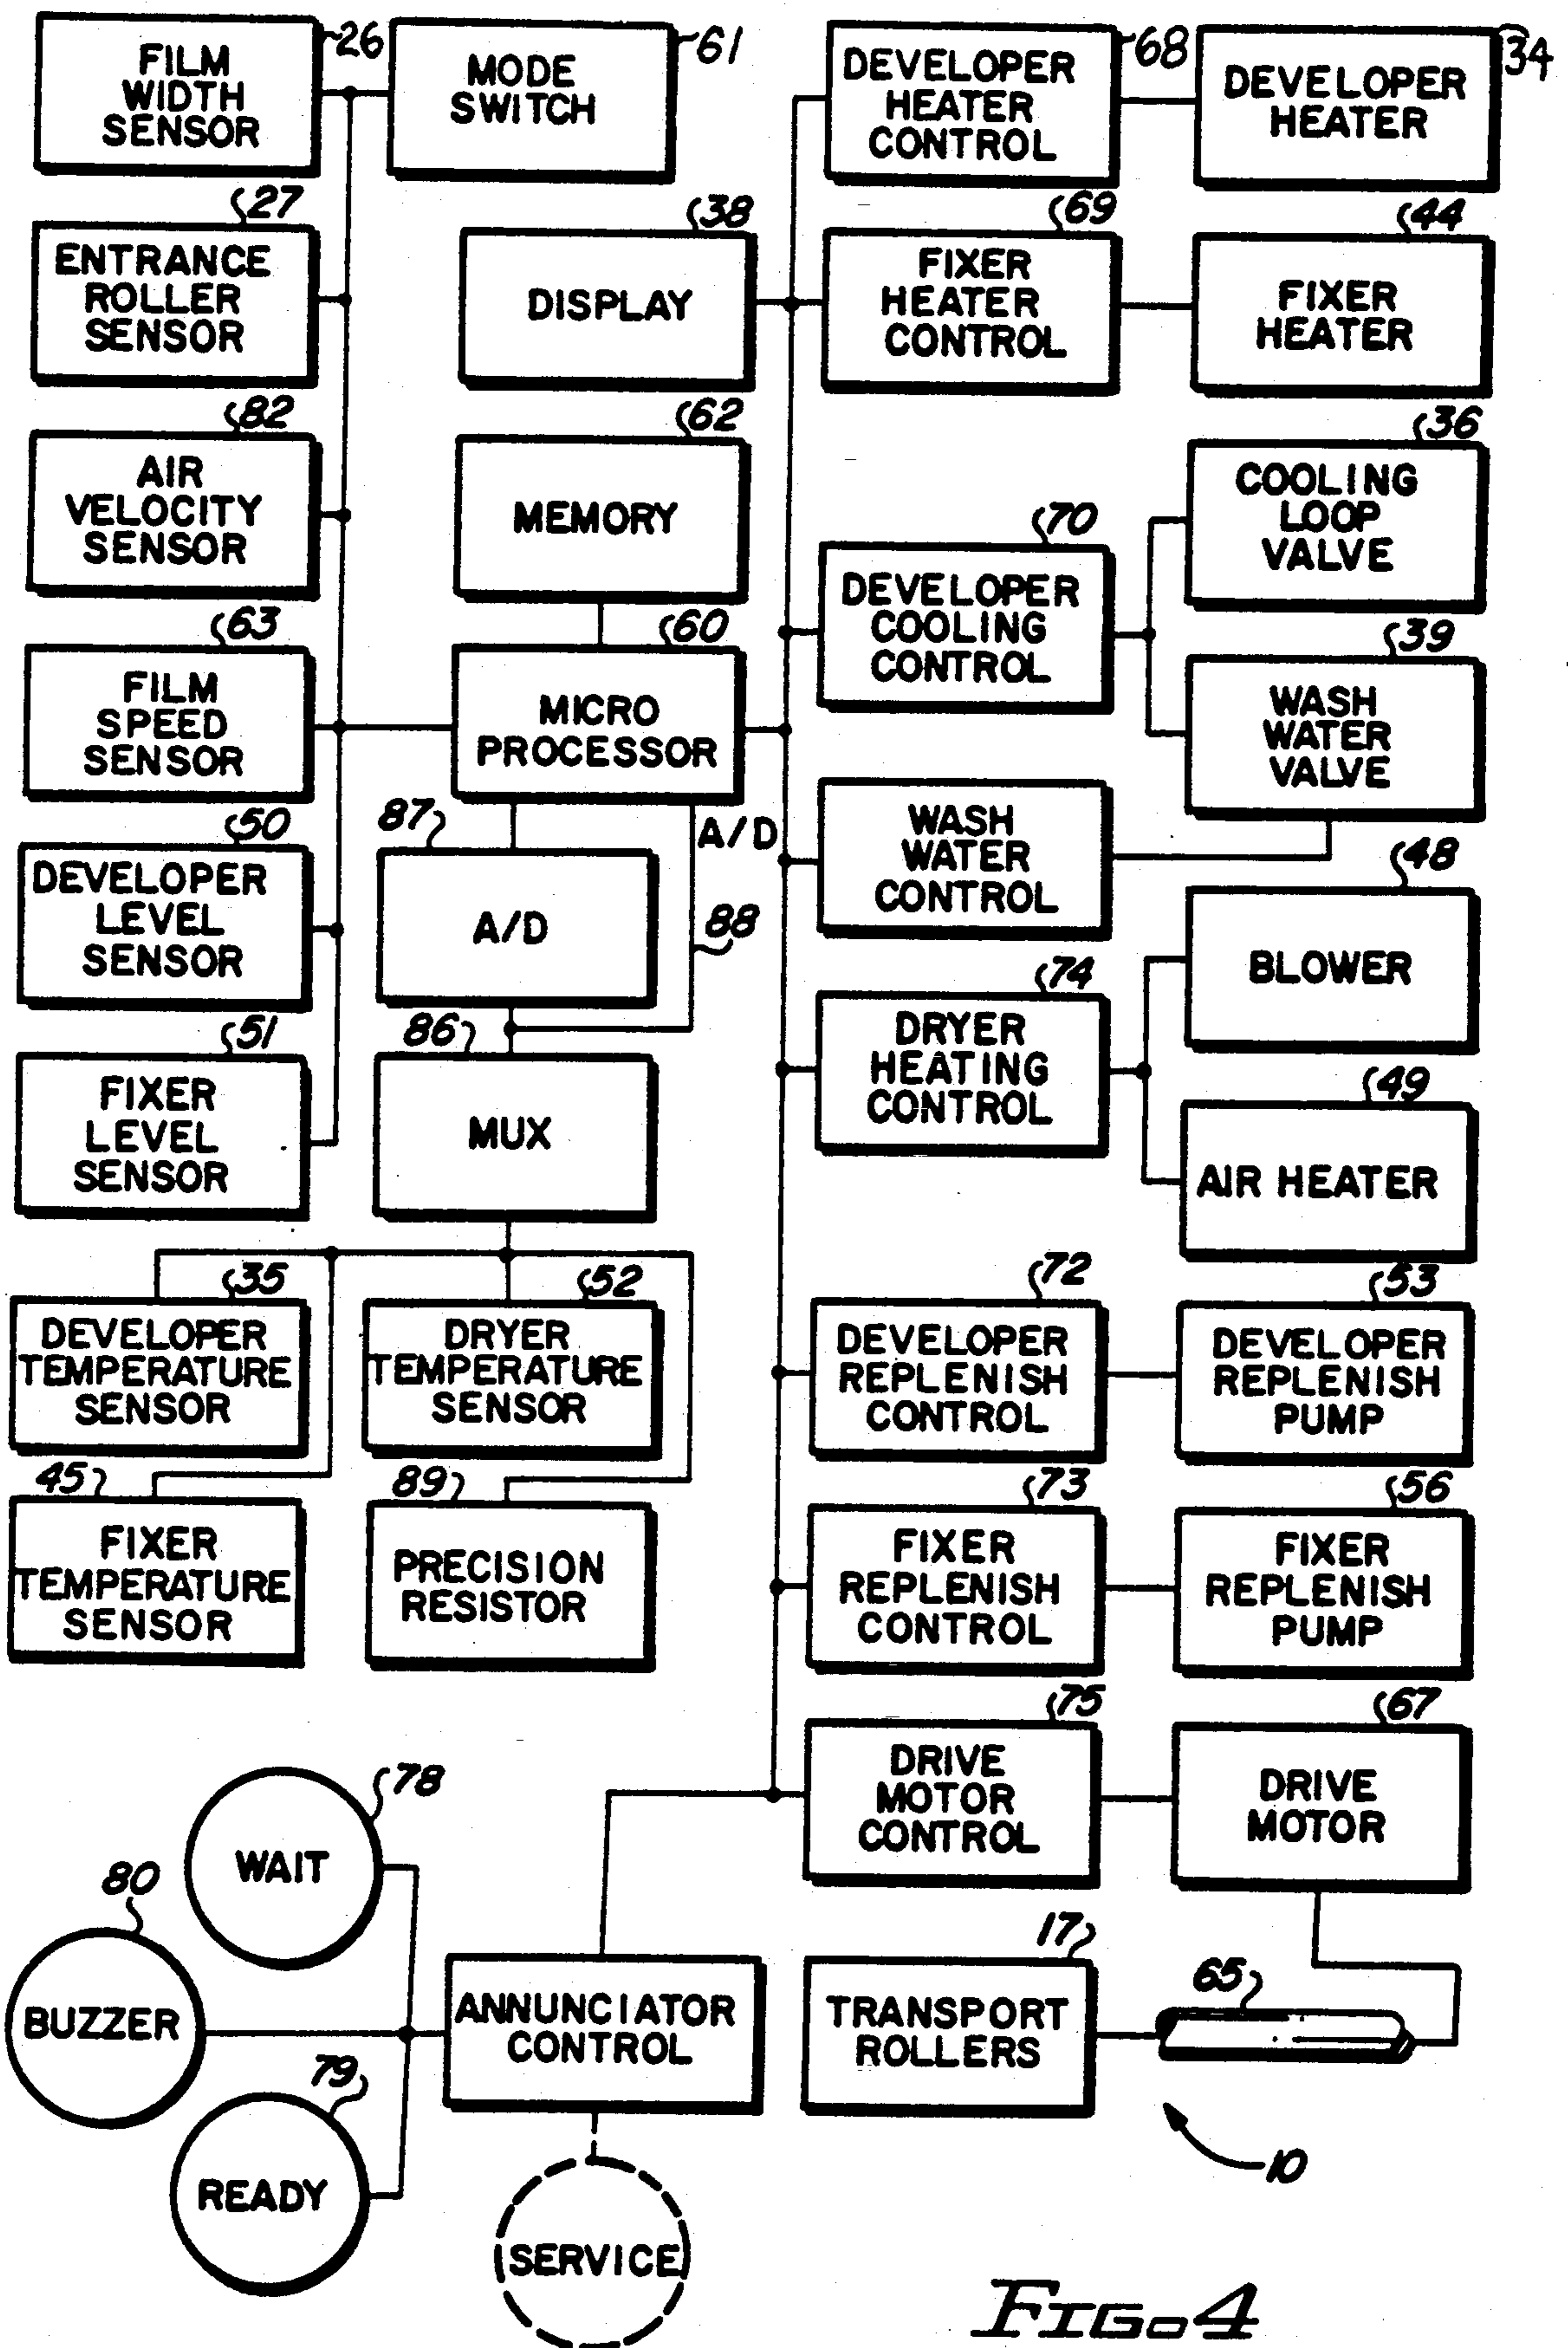 26
FILM
WIDTH
SENSOR
61
MODE
SWITCH
68
DEVELOPER
HEATER
CONTROL
34
DEVELOPER
HEATER
27
ENTRANCE
ROLLER
SENSOR
38
DISPLAY
69
FIXER
HEATER
CONTROL
44
FIXER
HEATER
82
AIR
VELOCITY
SENSOR
62
MEMORY
36
COOLING
LOOP
VALVE
70
DEVELOPER
COOLING
CONTROL
63
FILM
SPEED
SENSOR
60
MICRO
PROCESSOR
39
WASH
WATER
VALVE
50
DEVELOPER
LEVEL
SENSOR
87
A/D
A/D
88
WASH
WATER
CONTROL
48
BLOWER
51
FIXER
LEVEL
SENSOR
86
MUX
74
DRYER
HEATING
CONTROL
49
AIR HEATER
35
DEVELOPER
TEMPERATURE
SENSOR
52
DRYER
TEMPERATURE
SENSOR
72
DEVELOPER
REPLENISH
CONTROL
53
DEVELOPER
REPLENISH
PUMP
45
FIXER
TEMPERATURE
SENSOR
89
PRECISION
RESISTOR
73
FIXER
REPLENISH
CONTROL
56
FIXER
REPLENISH
PUMP
75
DRIVE
MOTOR
CONTROL
67
DRIVE
MOTOR
78
WAIT
80
BUZZER
79
READY
ANNUNCIATOR
CONTROL
SERVICE
17
TRANSPORT
ROLLERS
65
10
FIG. 4